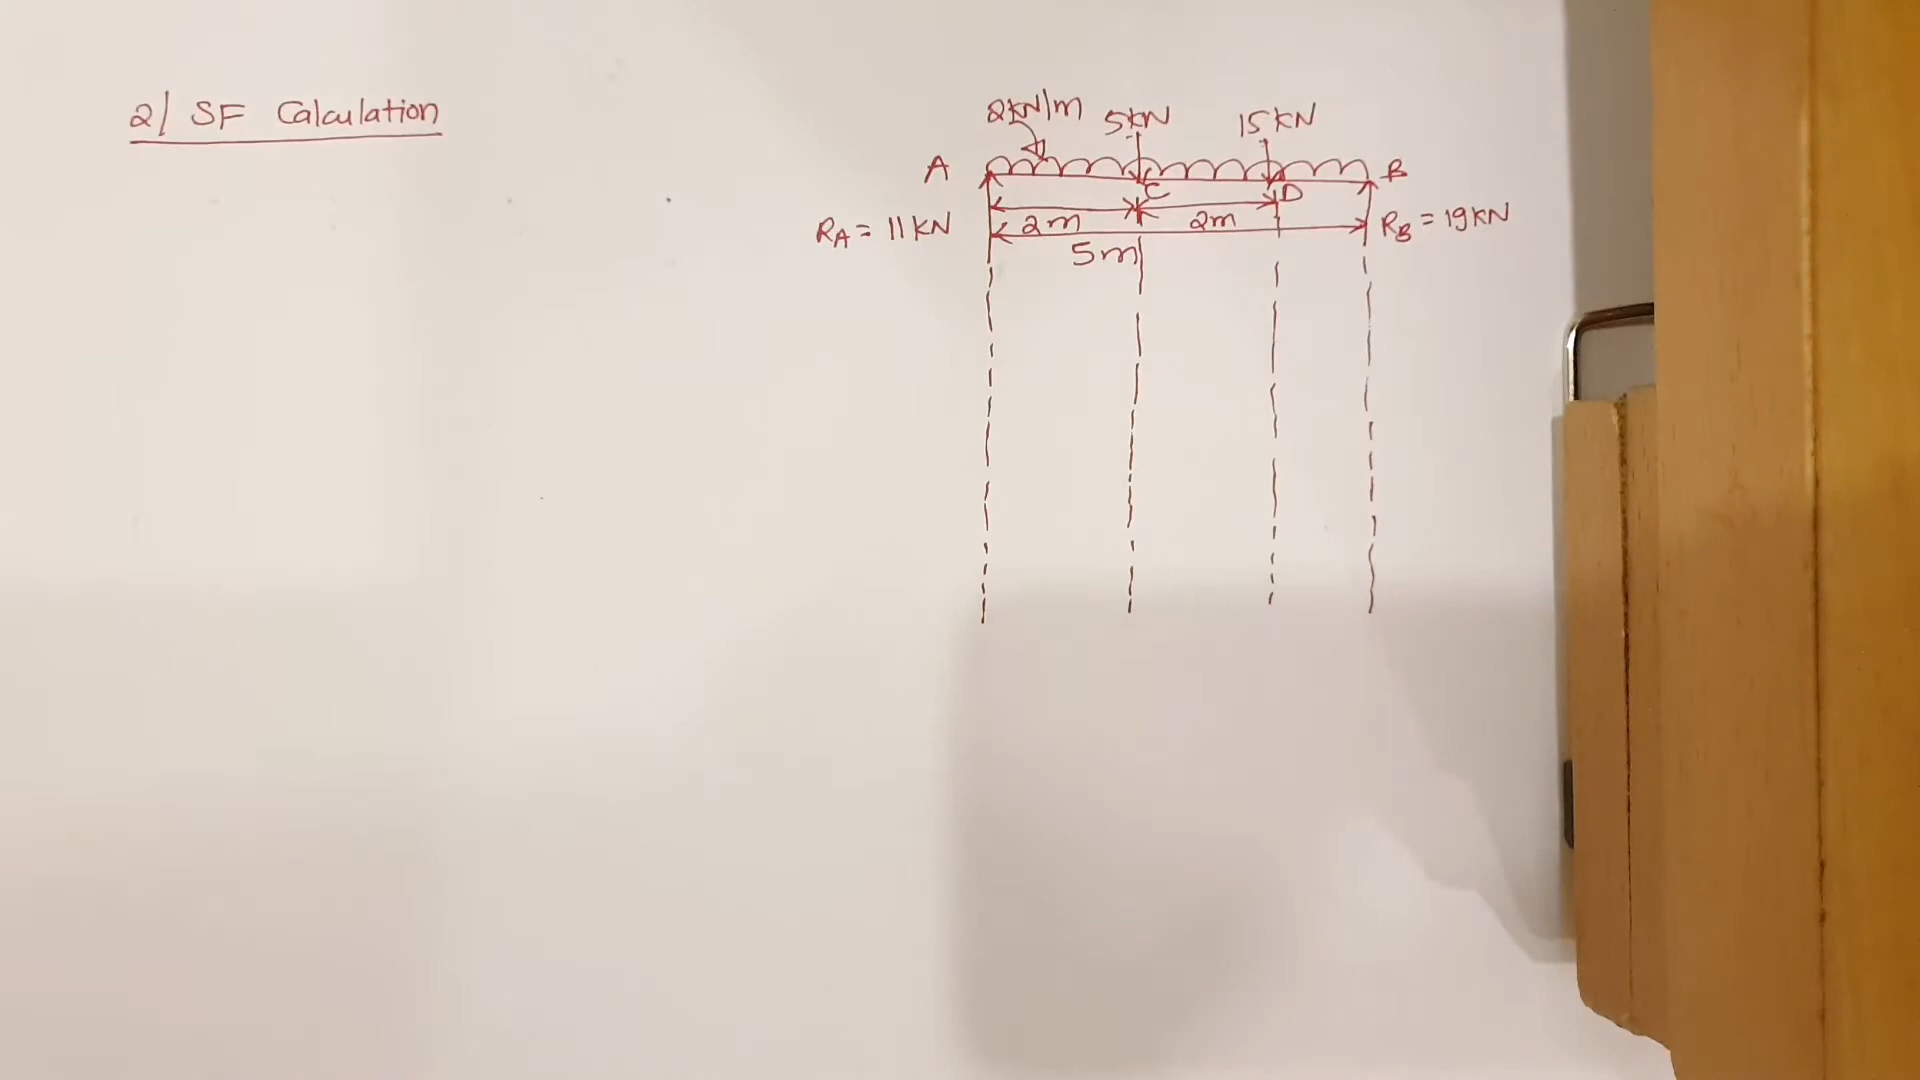 2/ SF Calculation
2kN/m 5kN 15kN
A B
C D
RA = 11kN 2m 2m RB = 19kN
5m